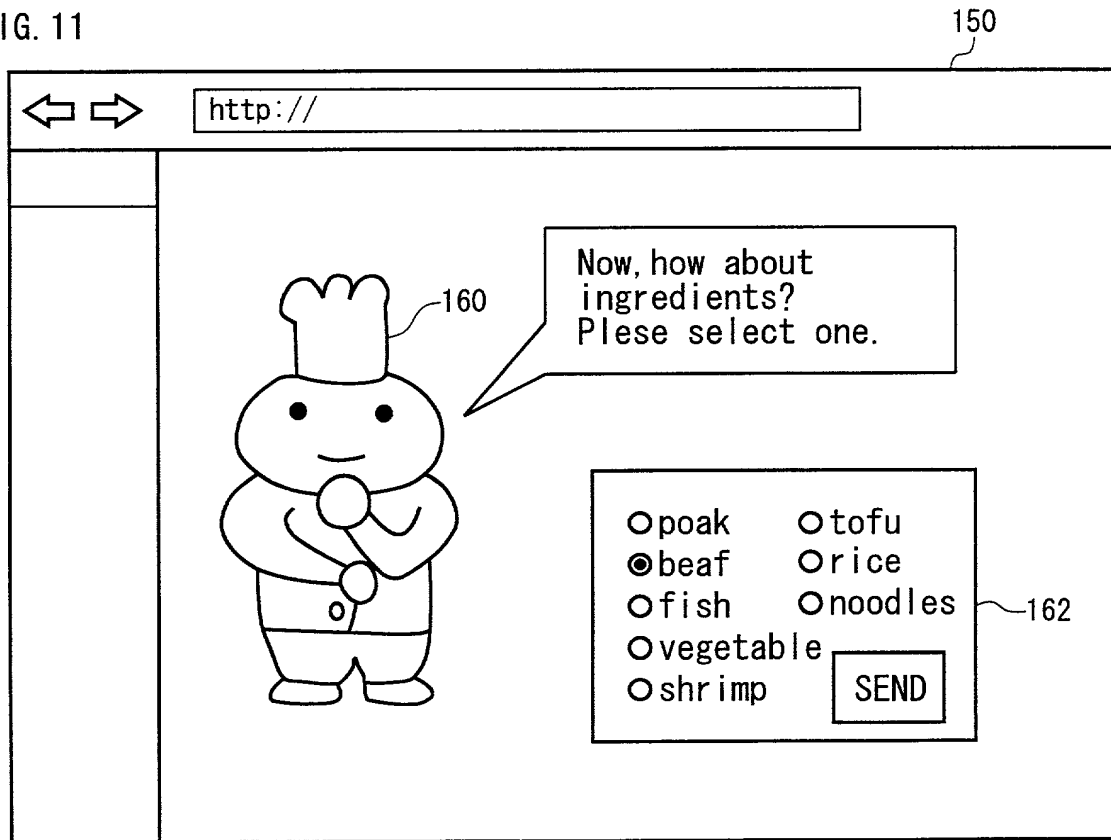 IG. 11
150
http://
Now, how about
ingredients?
Plese select one.
160
poak
beaf
fish
vegetable
shrimp
tofu
rice
noodles
SEND
162